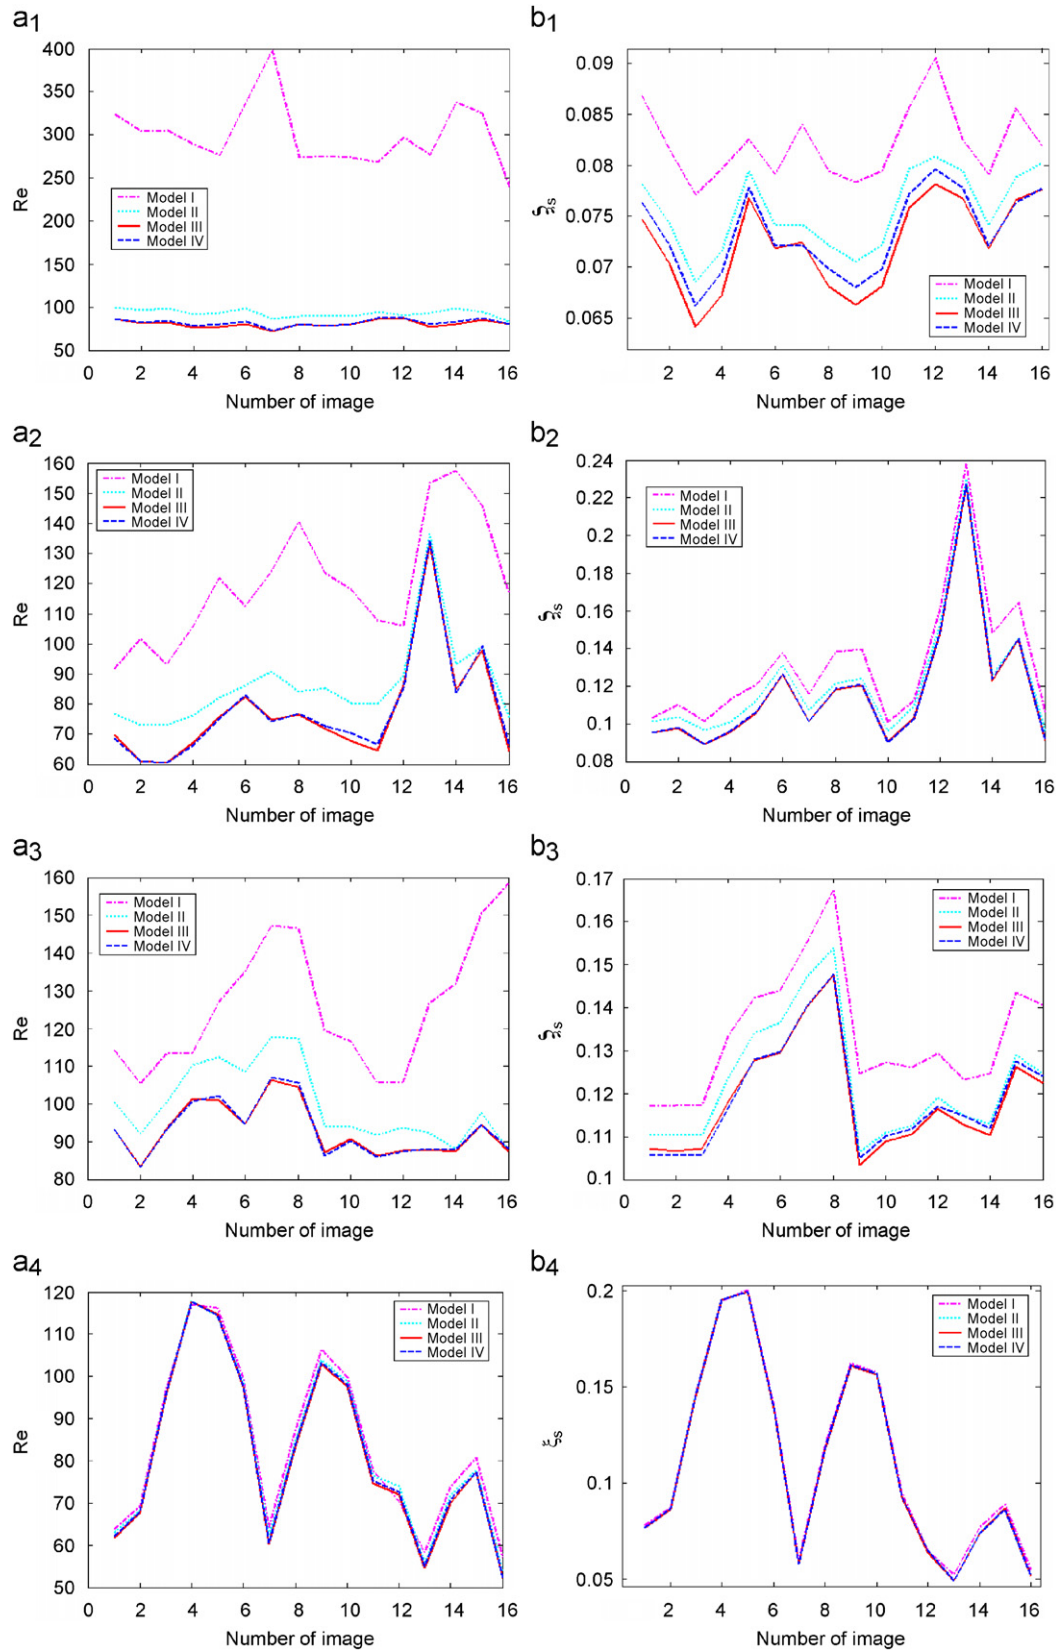 a1
400
350
300
250
200
150
100
50
Re
Model I
Model II
Model III
Model IV
0 2 4 6 8 10 12 14 16
Number of image
b1
0.09
0.085
0.08
0.075
0.07
0.065
ξs
Model I
Model II
Model III
Model IV
0 2 4 6 8 10 12 14 16
Number of image
a2
160
150
140
130
120
110
100
90
80
70
60
Re
Model I
Model II
Model III
Model IV
0 2 4 6 8 10 12 14 16
Number of image
b2
0.24
0.22
0.2
0.18
0.16
0.14
0.12
0.1
0.08
ξs
Model I
Model II
Model III
Model IV
0 2 4 6 8 10 12 14 16
Number of image
a3
160
150
140
130
120
110
100
90
80
Re
Model I
Model II
Model III
Model IV
0 2 4 6 8 10 12 14 16
Number of image
b3
0.17
0.16
0.15
0.14
0.13
0.12
0.11
0.1
ξs
Model I
Model II
Model III
Model IV
0 2 4 6 8 10 12 14 16
Number of image
a4
120
110
100
90
80
70
60
50
Re
Model I
Model II
Model III
Model IV
0 2 4 6 8 10 12 14 16
Number of image
b4
0.2
0.15
0.1
0.05
ξs
Model I
Model II
Model III
Model IV
0 2 4 6 8 10 12 14 16
Number of image